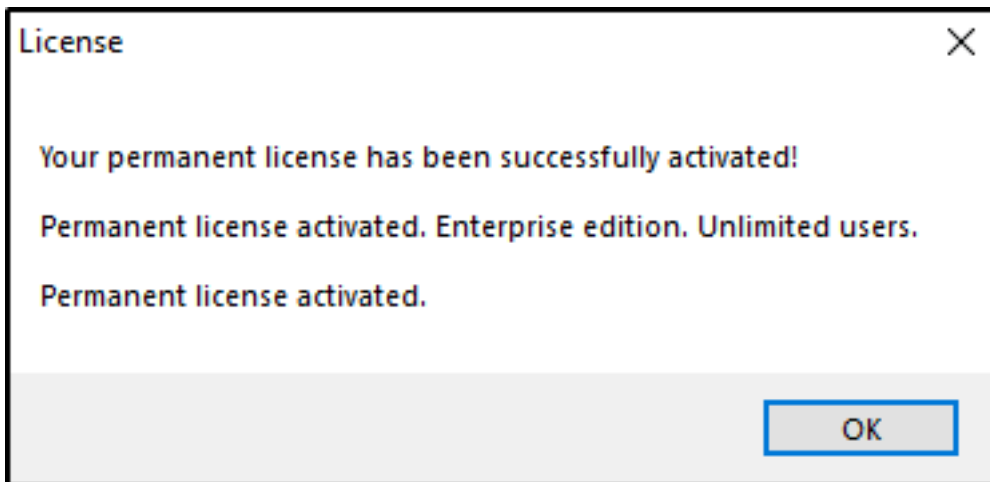 License
Your permanent license has been successfully activated!
Permanent license activated. Enterprise edition. Unlimited users.
Permanent license activated.
OK